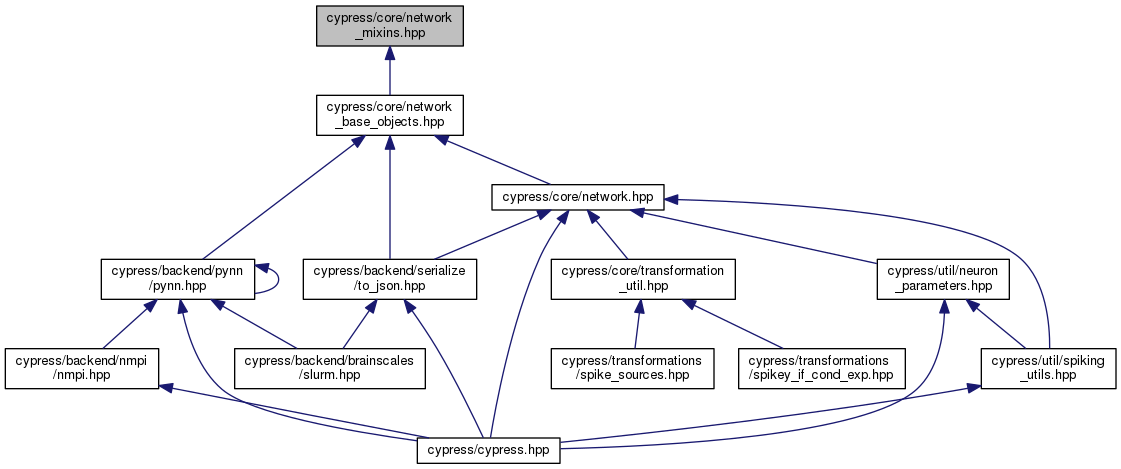 cypress/core/network
_mixins.hpp
cypress/core/network
_base_objects.hpp
cypress/core/network.hpp
cypress/backend/pynn
/pynn.hpp
cypress/backend/serialize
/to_json.hpp
cypress/core/transformation
_util.hpp
cypress/util/neuron
_parameters.hpp
cypress/backend/nmpi
/nmpi.hpp
cypress/backend/brainscales
/slurm.hpp
cypress/transformations
/spike_sources.hpp
cypress/transformations
/spikey_if_cond_exp.hpp
cypress/util/spiking
_utils.hpp
cypress/cypress.hpp